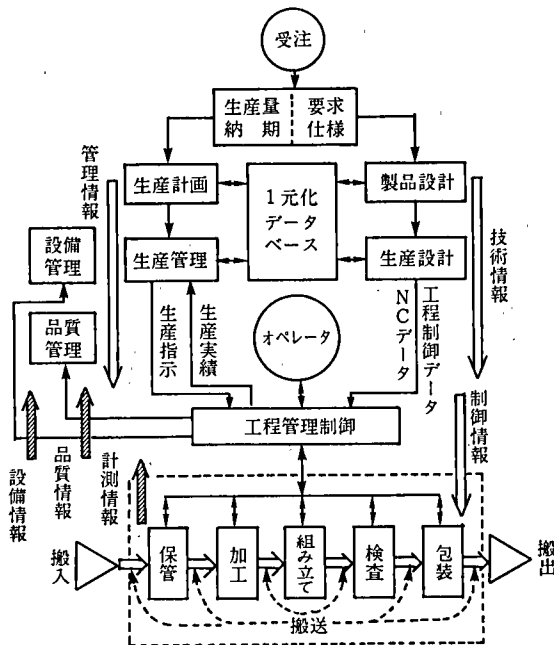 受注
生産量
納期
要求
仕様
生産計画
1元化
データ
ベース
製品設計
生産管理
生産設計
管理情報
技術情報
設備
管理
品質
管理
生産指示
生産実績
オペレータ
NCデータ
工程制御データ
工程管理制御
制御情報
設備情報
品質情報
計測情報
搬入
保管
加工
組み立て
検査
包装
搬出
搬送